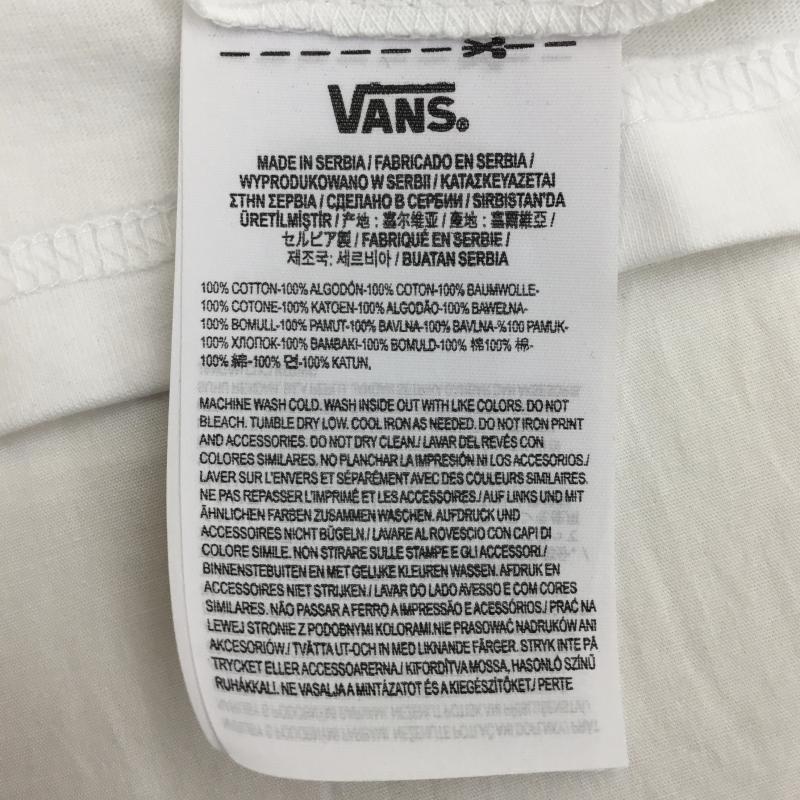 VANS®
MADE IN SERBIA / FABRICADO EN SERBIA /
WYPRODUKOWANO W SERBII / ΚΑΤΑΣΚΕΥΑΖΕΤΑΙ
ΣΤΗΝ ΣΕΡΒΙΑ / СДЕЛАНО В СЕРБИИ / SIRBISTAN'DA
ÜRETİLMİŞTİR / 产地：塞尔维亚 / 產地：塞爾維亞 /
セルビア製 / FABRIQUÉ EN SERBIE /
제조국: 세르비아 / BUATAN SERBIA
100% COTTON-100% ALGODÓN-100% COTON-100% BAUMWOLLE-
100% COTONE-100% KATOEN-100% ALGODÃO-100% BAWEŁNA-
100% BOMULL-100% PAMUT-100% BAVLNA-100% BAVLNA-%100 PAMUK-
100% ХЛОПОК-100% ΒΑΜΒΑΚΙ-100% BOMULD-100% 棉100% 棉-
100% 綿-100% 면-100% KATUN,
MACHINE WASH COLD. WASH INSIDE OUT WITH LIKE COLORS. DO NOT
BLEACH. TUMBLE DRY LOW. COOL IRON AS NEEDED. DO NOT IRON PRINT
AND ACCESSORIES. DO NOT DRY CLEAN./ LAVAR DEL REVÉS CON
COLORES SIMILARES. NO PLANCHAR LA IMPRESIÓN NI LOS ACCESORIOS./
LAVER SUR L'ENVERS ET SÉPARÉMENT AVEC DES COULEURS SIMILAIRES.
NE PAS REPASSER L'IMPRIMÉ ET LES ACCESSOIRES./ AUF LINKS UND MIT
ÄHNLICHEN FARBEN ZUSAMMEN WASCHEN. AUFDRUCK UND
ACCESSOIRES NICHT BÜGELN./ LAVARE AL ROVESCIO CON CAPI DI
COLORE SIMILE. NON STIRARE SULLE STAMPE E GLI ACCESSORI./
BINNENSTEBUITEN EN MET GELIJKE KLEUREN WASSEN. AFDRUK EN
ACCESSOIRES NIET STRIJKEN./ LAVAR DO LADO AVESSO E COM CORES
SIMILARES. NÃO PASSAR A FERRO A IMPRESSÃO E ACESSÓRIOS./ PRAĆ NA
LEWEJ STRONIE Z PODOBNYMI KOLORAMI.NIE PRASOWAĆ NADRUKÓW ANI
AKCESORIÓW./ TVÄTTA UT-OCH IN MED LIKNANDE FÄRGER. STRYK INTE PÅ
TRYCKET ELLER ACCESSOARERNA./ KIFORDÍTVA MOSSA, HASONLÓ SZÍNŰ
RUHÁKKAL. NE VASALJA A MINTÁZATOT ÉS A KIEGÉSZÍTŐKET./ PERTE